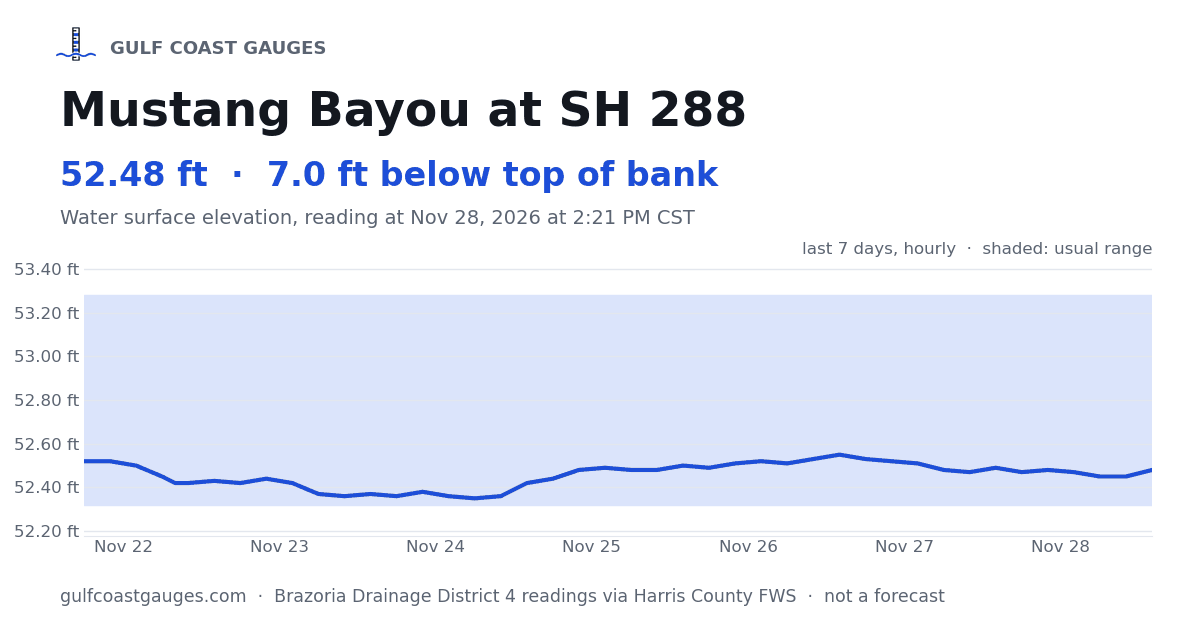 GULF COAST GAUGES
Mustang Bayou at SH 288
52.48 ft · 7.0 ft below top of bank
Water surface elevation, reading at Nov 28, 2026 at 2:21 PM CST
last 7 days, hourly · shaded: usual range
53.40 ft
53.20 ft
53.00 ft
52.80 ft
52.60 ft
52.40 ft
52.20 ft
Nov 22 Nov 23 Nov 24 Nov 25 Nov 26 Nov 27 Nov 28
gulfcoastgauges.com · Brazoria Drainage District 4 readings via Harris County FWS · not a forecast